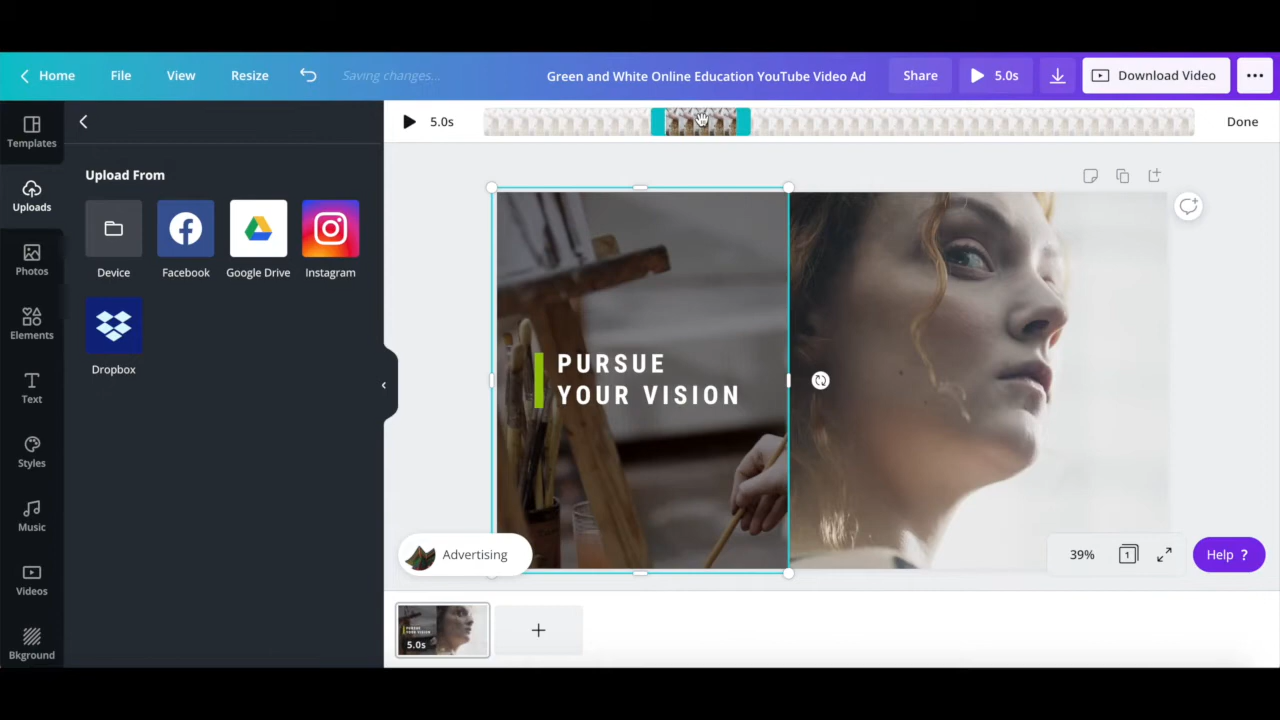 Home
File
View
Resize
Saving changes...
Green and White Online Education YouTube Video Ad
Share
5.0s
Download Video
Templates
Uploads
Photos
Elements
Text
Styles
Music
Videos
Bkground
Upload From
Device
Facebook
Google Drive
Instagram
Dropbox
5.0s
Done
PURSUE
YOUR VISION
Advertising
39%
1
Help ?
5.0s